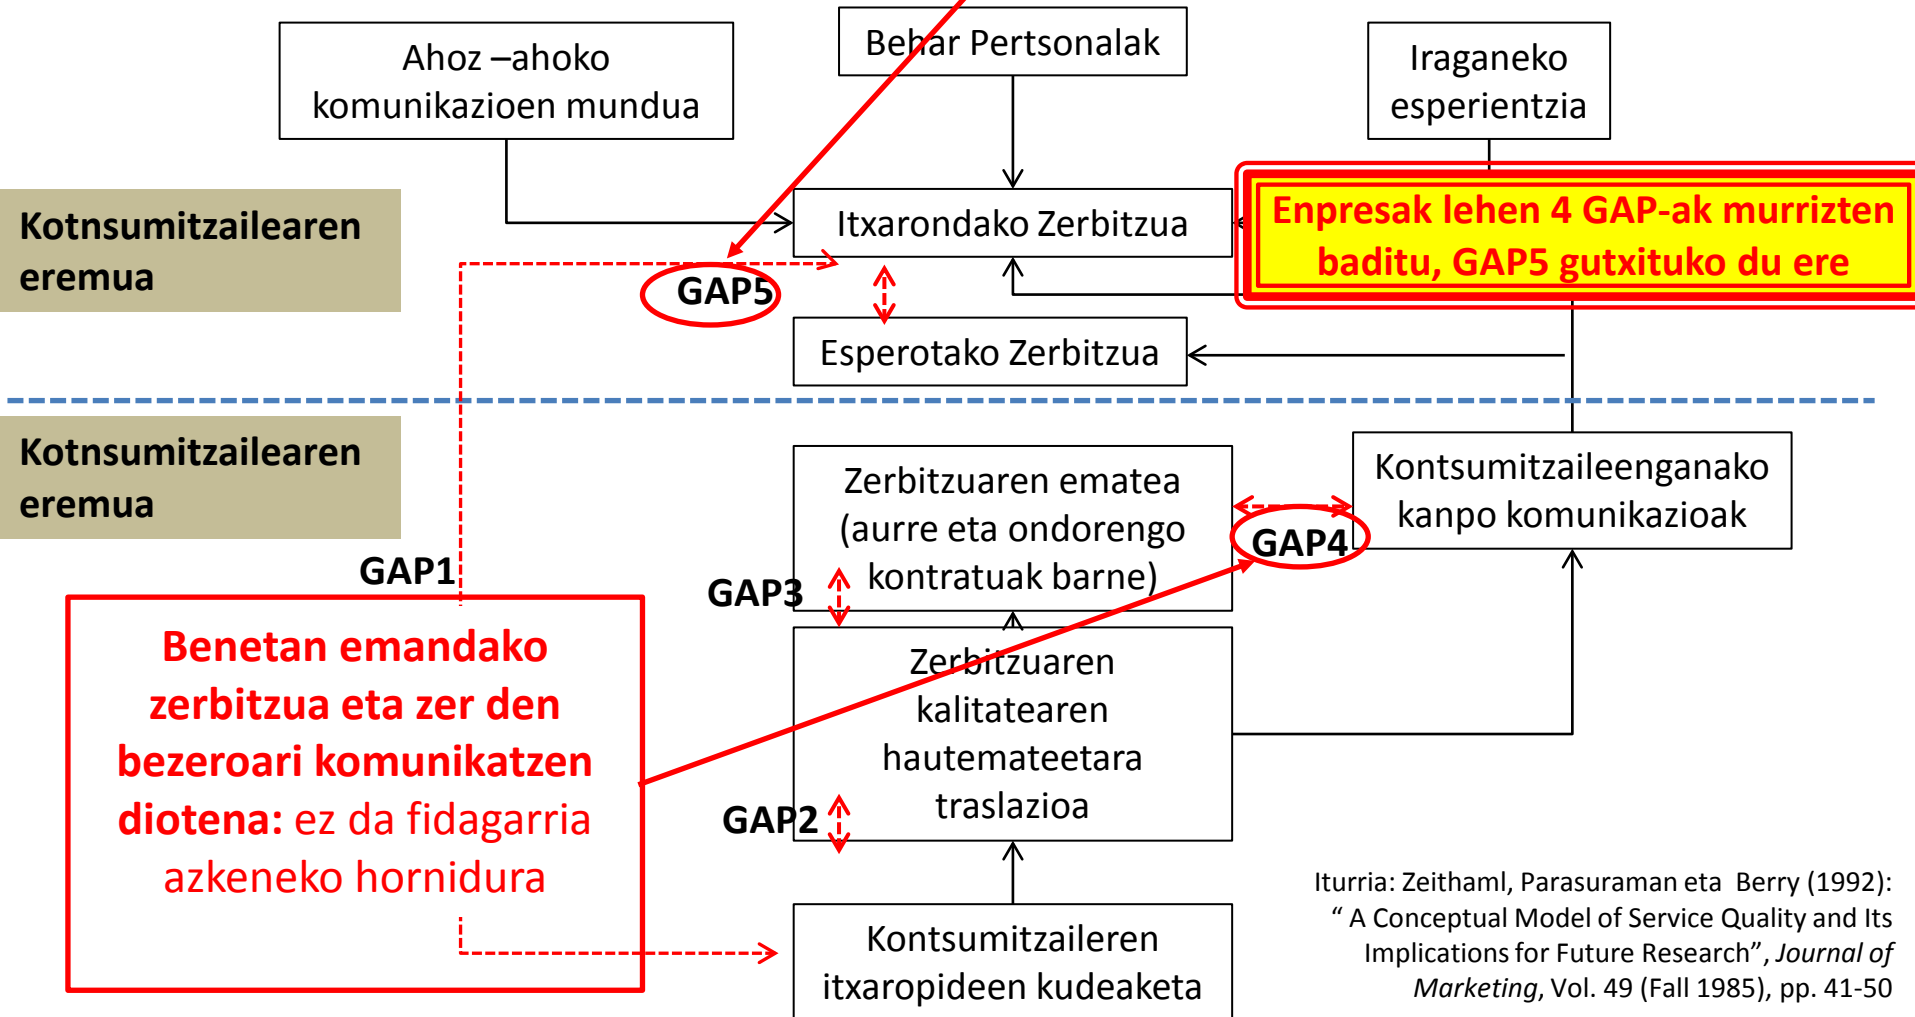 Ahoz –ahoko
komunikazioen mundua
Behar Pertsonalak
Iraganeko
esperientzia
Kotnsumitzailearen
eremua
Itxarondako Zerbitzua
Enpresak lehen 4 GAP-ak murrizten
baditu, GAP5 gutxituko du ere
GAP5
Esperotako Zerbitzua
Kotnsumitzailearen
eremua
Zerbitzuaren ematea
(aurre eta ondorengo
kontratuak barne)
Kontsumitzaileenganako
kanpo komunikazioak
GAP4
GAP1
GAP3
Benetan emandako
zerbitzua eta zer den
bezeroari komunikatzen
diotena: ez da fidagarria
azkeneko hornidura
Zerbitzuaren
kalitatearen
hautemateetara
traslazioa
GAP2
Kontsumitzaileren
itxaropideen kudeaketa
Iturria: Zeithaml, Parasuraman eta Berry (1992):
“ A Conceptual Model of Service Quality and Its
Implications for Future Research”, Journal of
Marketing, Vol. 49 (Fall 1985), pp. 41-50